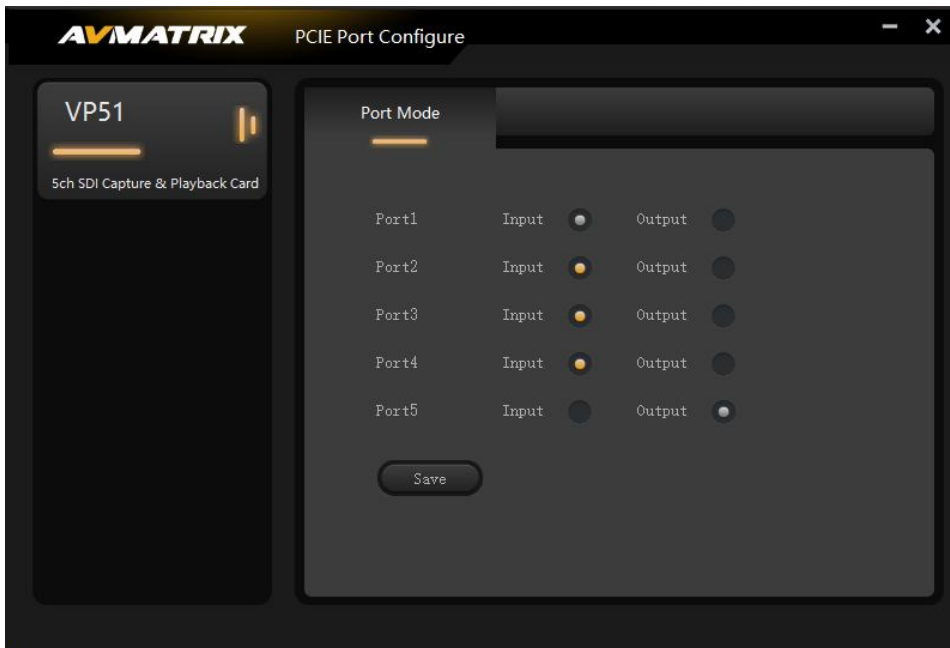 AVMATRIX PCIE Port Configure
VP51
5ch SDI Capture & Playback Card
Port Mode
Port1 Input Output
Port2 Input Output
Port3 Input Output
Port4 Input Output
Port5 Input Output
Save